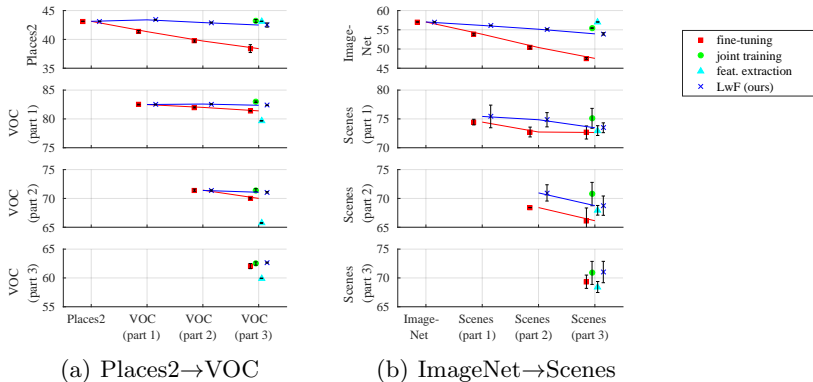 45
40
35
Places2
85
80
75
VOC
(part 1)
75
70
65
VOC
(part 2)
65
60
55
VOC
(part 3)
Places2
VOC
(part 1)
VOC
(part 2)
VOC
(part 3)
(a) Places2→VOC
60
55
50
45
Image-
Net
80
75
70
Scenes
(part 1)
75
70
65
Scenes
(part 2)
75
70
65
Scenes
(part 3)
Image-
Net
Scenes
(part 1)
Scenes
(part 2)
Scenes
(part 3)
(b) ImageNet→Scenes
fine-tuning
joint training
feat. extraction
LwF (ours)